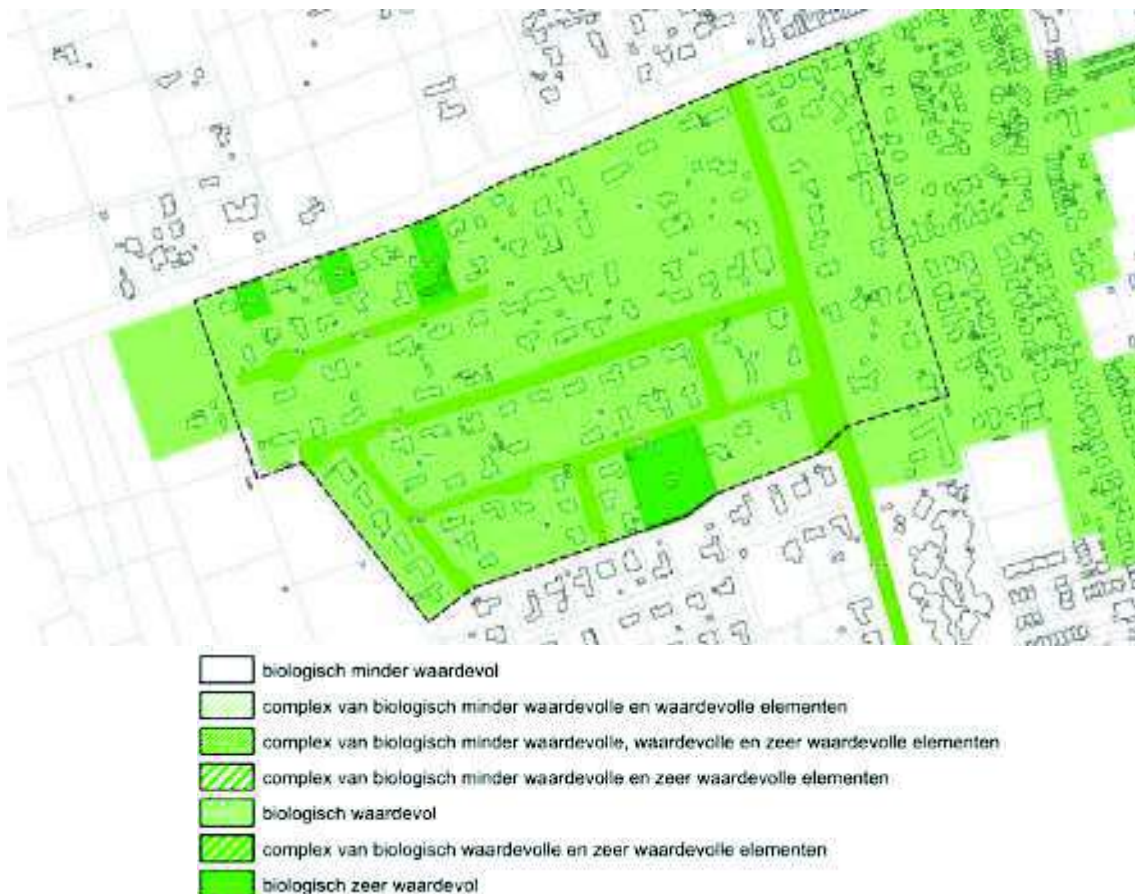 biologisch minder waardevol
complex van biologisch minder waardevolle en waardevolle elementen
complex van biologisch minder waardevolle, waardevolle en zeer waardevolle elementen
complex van biologisch minder waardevolle en zeer waardevolle elementen
biologisch waardevol
complex van biologisch waardevolle en zeer waardevolle elementen
biologisch zeer waardevol